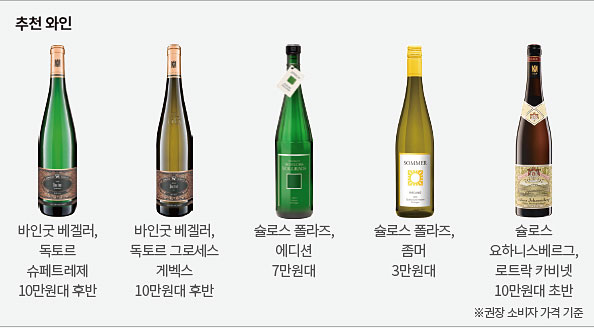 추천 와인
SOMMER
바인굿 베겔러,
독토르
슈페트레제
10만원대 후반
바인굿 베겔러,
독토르 그로세스
게벡스
10만원대 후반
슐로스 폴라즈,
에디션
7만원대
슐로스 폴라즈,
좀머
3만원대
슐로스
요하니스베르그,
로트락 카비넷
10만원대 초반
※권장 소비자 가격 기준